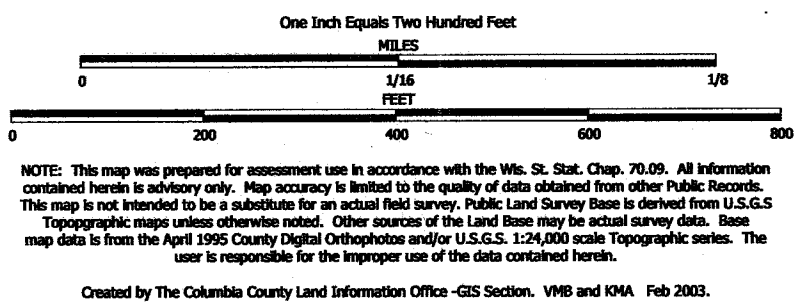 One Inch Equals Two Hundred Feet
MILES
0 1/16 1/8
FEET
0 200 400 600 800
NOTE: This map was prepared for assessment use in accordance with the Wis. St. Stat. Chap. 70.09. All information
contained herein is advisory only. Map accuracy is limited to the quality of data obtained from other Public Records.
This map is not intended to be a substitute for an actual field survey. Public Land Survey Base is derived from U.S.G.S
Topopgraphic maps unless otherwise noted. Other sources of the Land Base may be actual survey data. Base
map data is from the April 1995 County Digital Orthophotos and/or U.S.G.S. 1:24,000 scale Topographic series. The
user is responsible for the improper use of the data contained herein.
Created by The Columbia County Land Information Office -GIS Section. VMB and KMA Feb 2003.